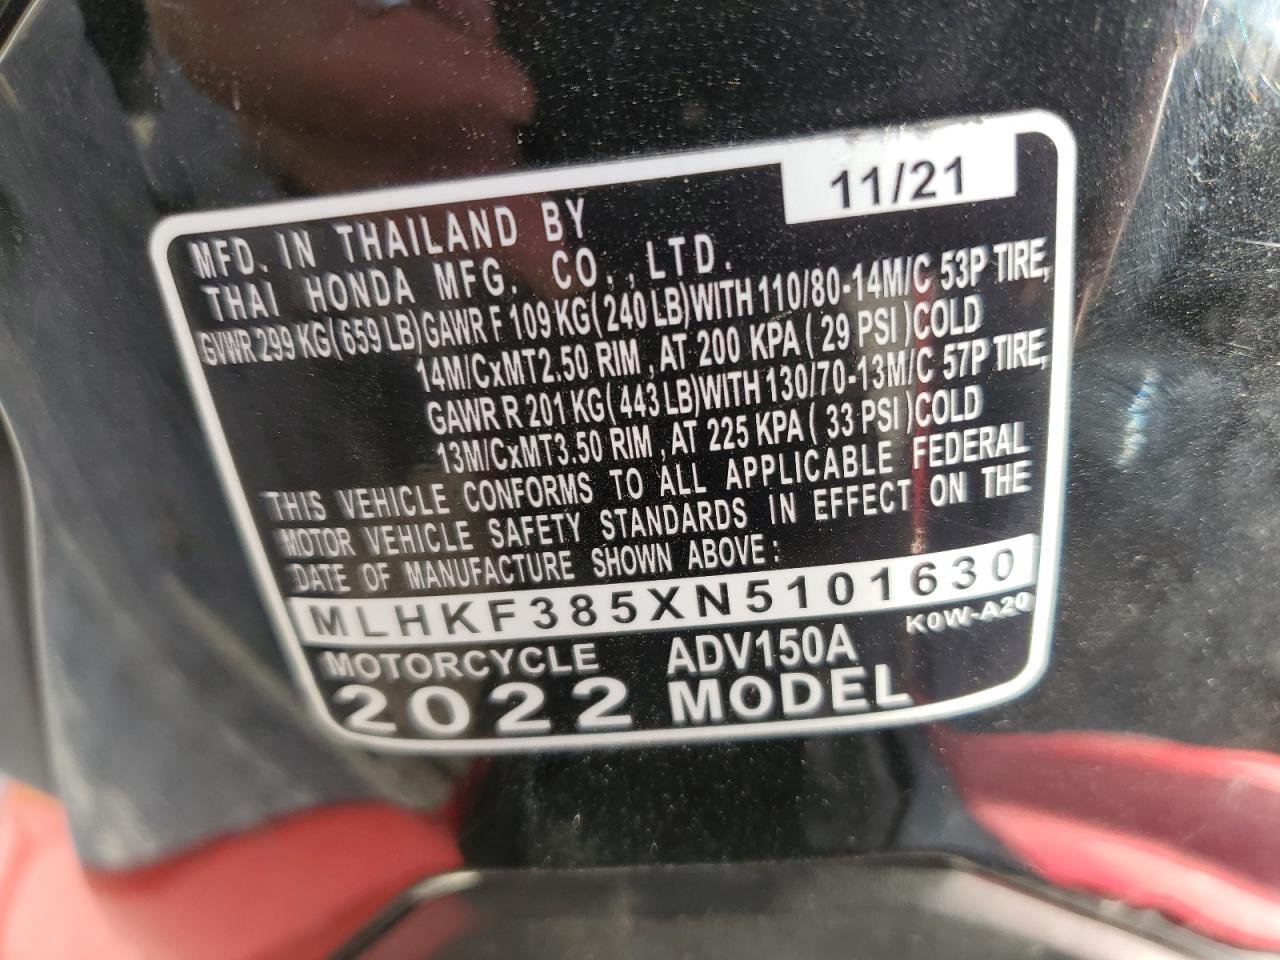 11/21
MFD. IN THAILAND BY
THAI HONDA MFG. CO.,LTD.
GVWR 299 KG(659 LB)GAWR F 109 KG(240 LB)WITH 110/80-14M/C 53P TIRE,
14M/CxMT2.50 RIM, AT 200 KPA (29 PSI)COLD
GAWR R 201 KG(443 LB)WITH 130/70-13M/C 57P TIRE,
13M/CxMT3.50 RIM, AT 225 KPA (33 PSI)COLD
THIS VEHICLE CONFORMS TO ALL APPLICABLE FEDERAL
MOTOR VEHICLE SAFETY STANDARDS IN EFFECT ON THE
DATE OF MANUFACTURE SHOWN ABOVE:
MLHKF385XN5101630
K0W-A20
MOTORCYCLE ADV150A
2022 MODEL